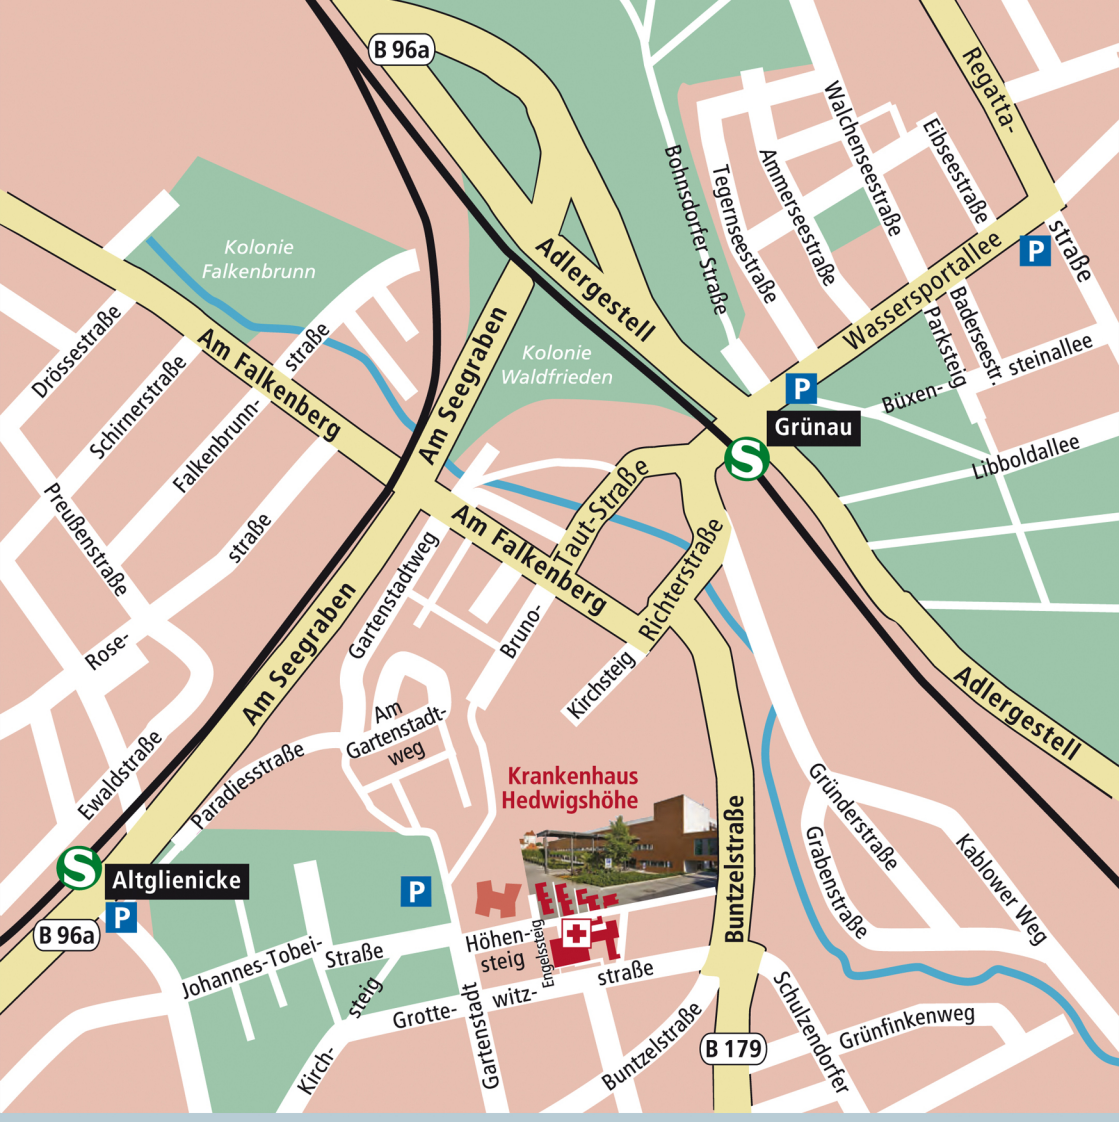 B 96a
Regatta-
straße
Walchenseestraße
Eibseestraße
Bohnsdorfer Straße
Tegernseestraße
Ammerseestraße
P
Kolonie
Falkenbrunn
Adlergestell
Wassersportallee
Baderseestr.
Parksteig
Drössestraße
Am Falkenberg
straße
Falkenbrunn-
Schirnerstraße
Am Seegraben
Kolonie
Waldfrieden
P
Büxen-
steinallee
Grünau
S
Libboldallee
Preußenstraße
straße
Rose-
Taut-Straße
Bruno-
Am Falkenberg
Richterstraße
Kirchsteig
Gartenstadtweg
Am Seegraben
Am
Gartenstadt-
weg
Adlergestell
Ewaldstraße
Paradiesstraße
Krankenhaus
Hedwigshöhe
Buntzelstraße
Gründerstraße
Grabenstraße
Kablower Weg
S
Altglienicke
P
P
B 96a
Johannes-Tobei-
Straße
Höhen-
steig
Engelssteig
straße
witz-
Grotte-
steig
Kirch-
Gartenstadt
Buntzelstraße
B 179
Schulzendorfer
Grünfinkenweg